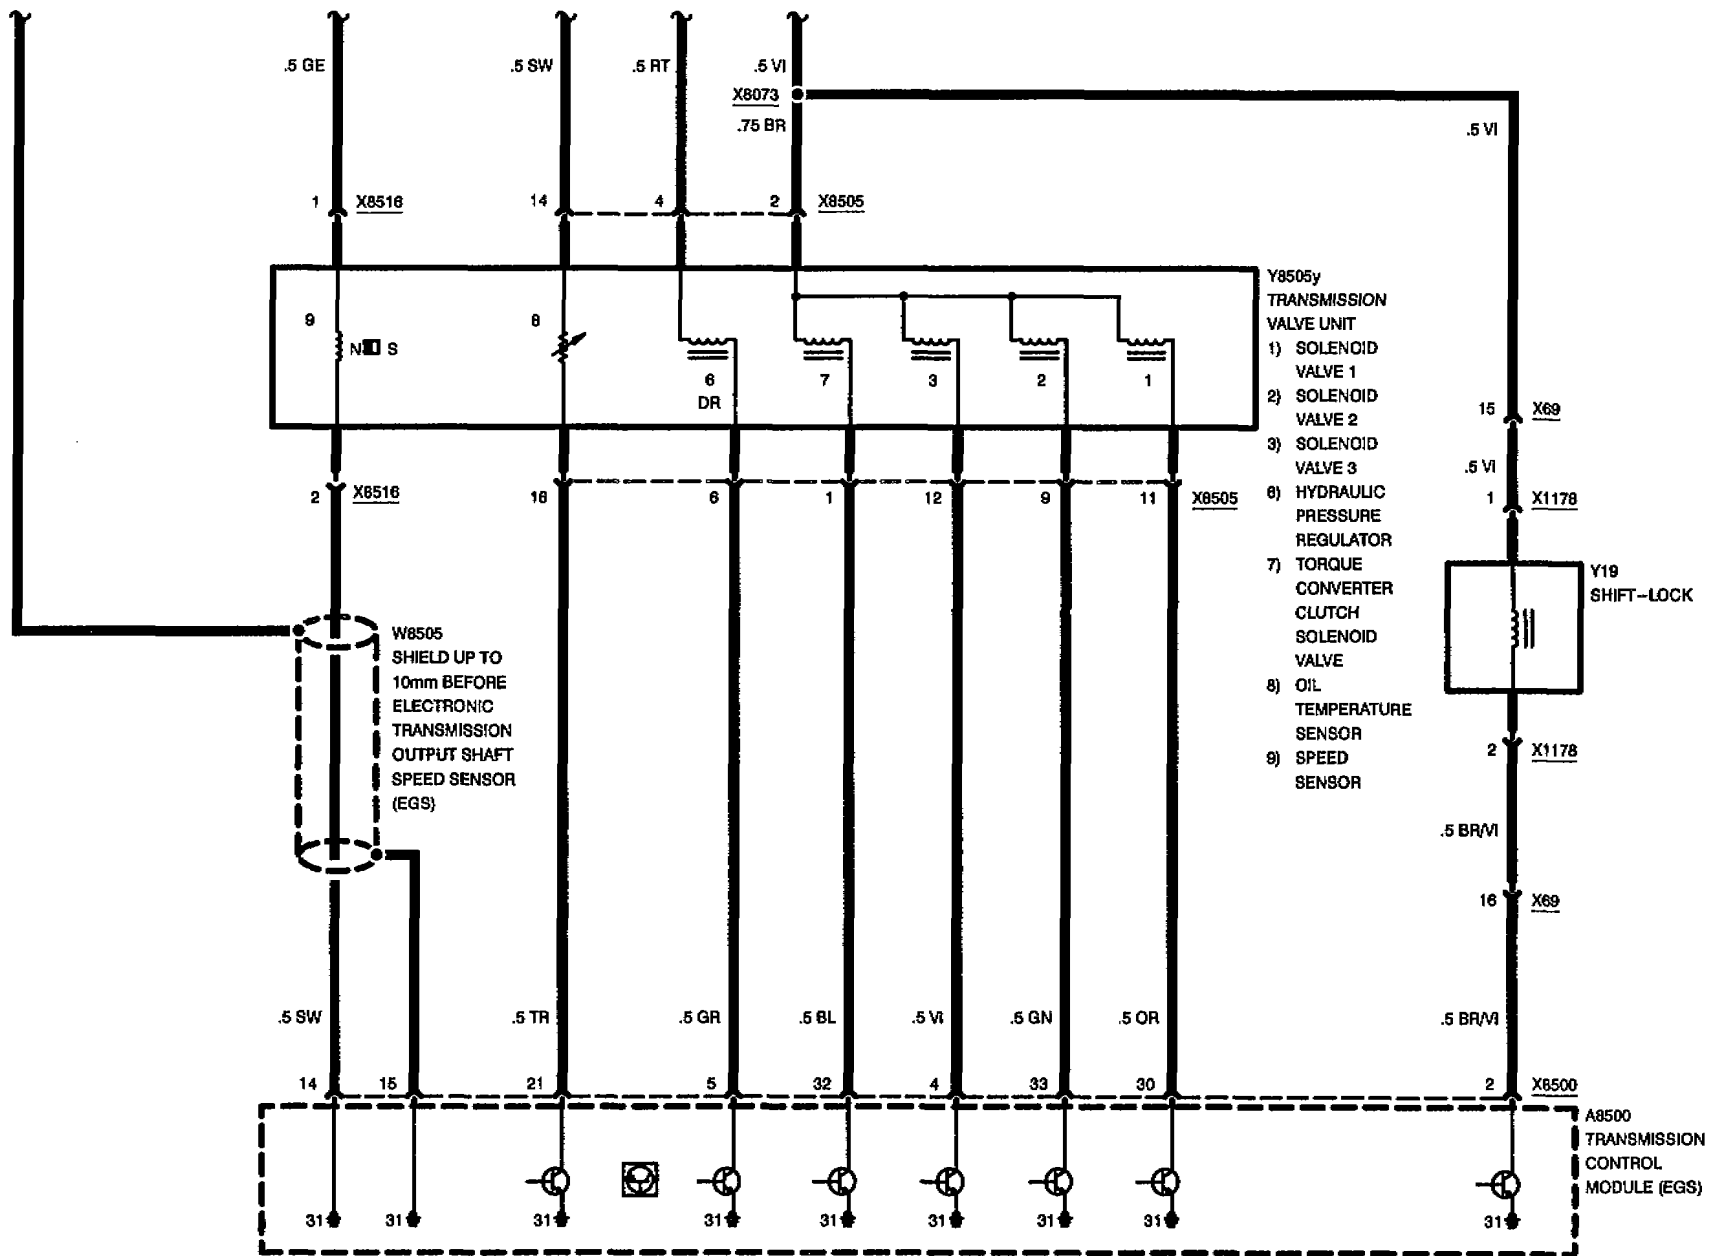 .5 GE
.5 SW
.5 RT
.5 VI
X8073
.75 BR
.5 VI
1 X8516
14
4
2 X8505
9
N S
8
6
DR
7
3
2
1
Y8505y
TRANSMISSION
VALVE UNIT
1) SOLENOID
VALVE 1
2) SOLENOID
VALVE 2
3) SOLENOID
VALVE 3
6) HYDRAULIC
PRESSURE
REGULATOR
7) TORQUE
CONVERTER
CLUTCH
SOLENOID
VALVE
8) OIL
TEMPERATURE
SENSOR
9) SPEED
SENSOR
15 X69
.5 VI
1 X1178
Y19
SHIFT-LOCK
2 X1178
.5 BR/VI
16 X69
.5 BR/VI
2 X8516
16
6
1
12
9
11 X8505
W8505
SHIELD UP TO
10mm BEFORE
ELECTRONIC
TRANSMISSION
OUTPUT SHAFT
SPEED SENSOR
(EGS)
.5 SW
.5 TR
.5 GR
.5 BL
.5 VI
.5 GN
.5 OR
14
15
21
5
32
4
33
30
2 X8500
A8500
TRANSMISSION
CONTROL
MODULE (EGS)
31
31
31
31
31
31
31
31
31